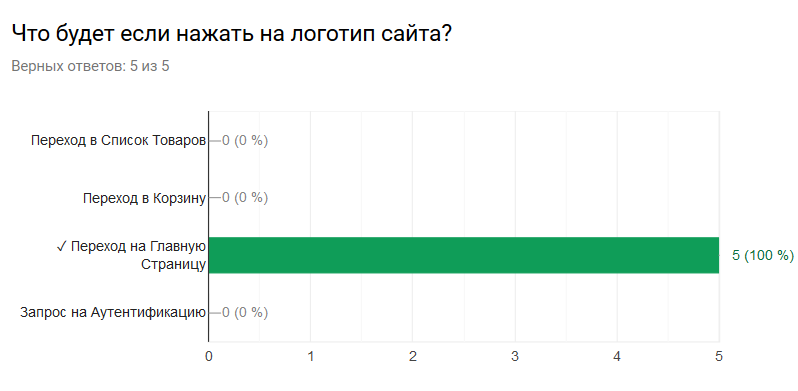 Что будет если нажать на логотип сайта?
Верных ответов: 5 из 5
Переход в Список Товаров
0 (0 %)
Переход в Корзину
0 (0 %)
✓ Переход на Главную
Страницу
5 (100 %)
Запрос на Аутентификацию
0 (0 %)
0 1 2 3 4 5